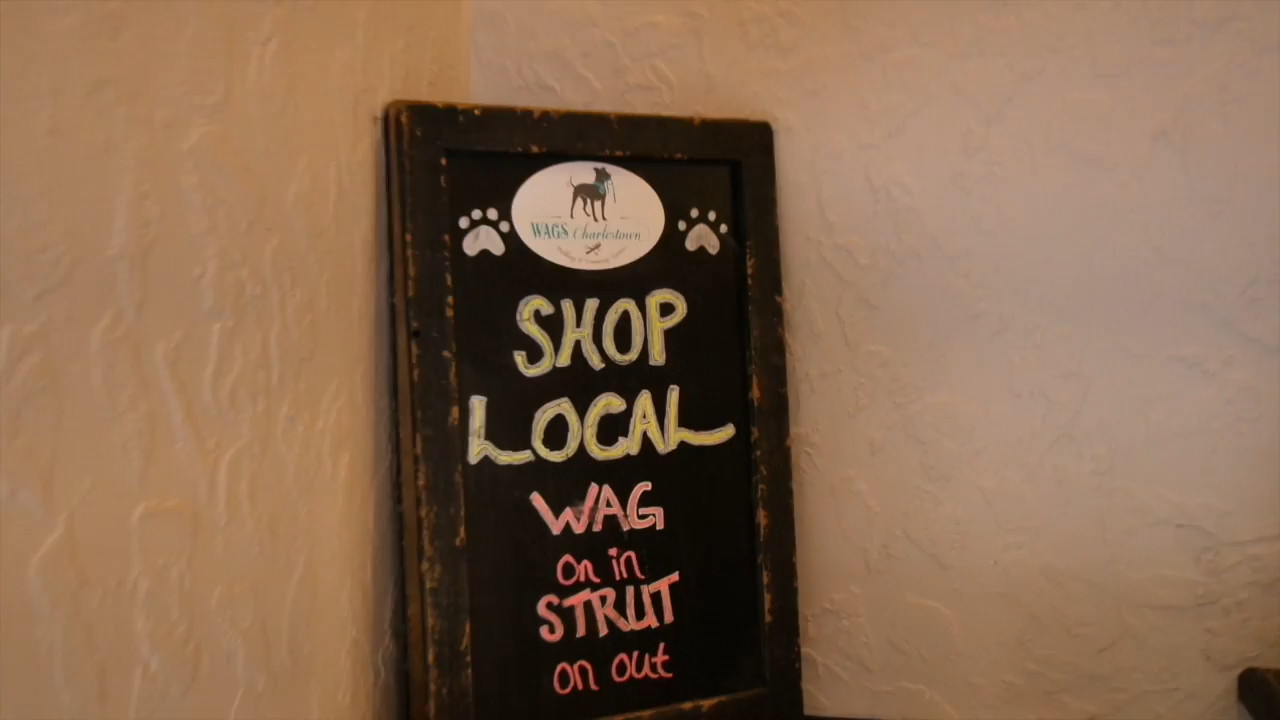 WAGS Charlestown
SHOP
LOCAL
WAG
on in
STRUT
on out